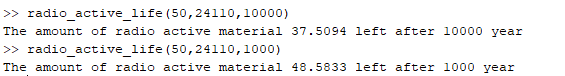 >> radio_active_life(50,24110,10000)
The amount of radio active material 37.5094 left after 10000 year
>> radio_active_life(50,24110,1000)
The amount of radio active material 48.5833 left after 1000 year